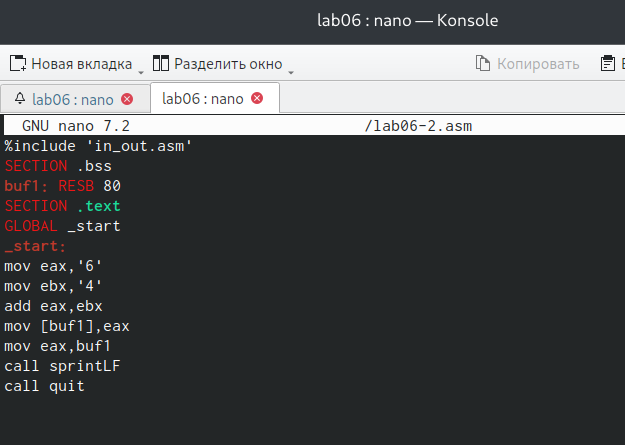 lab06 : nano — Konsole
Новая вкладка Разделить окно Копировать
lab06 : nano lab06 : nano
GNU nano 7.2 /lab06-2.asm
%include 'in_out.asm'
SECTION .bss
buf1: RESB 80
SECTION .text
GLOBAL _start
_start:
mov eax,'6'
mov ebx,'4'
add eax,ebx
mov [buf1],eax
mov eax,buf1
call sprintLF
call quit